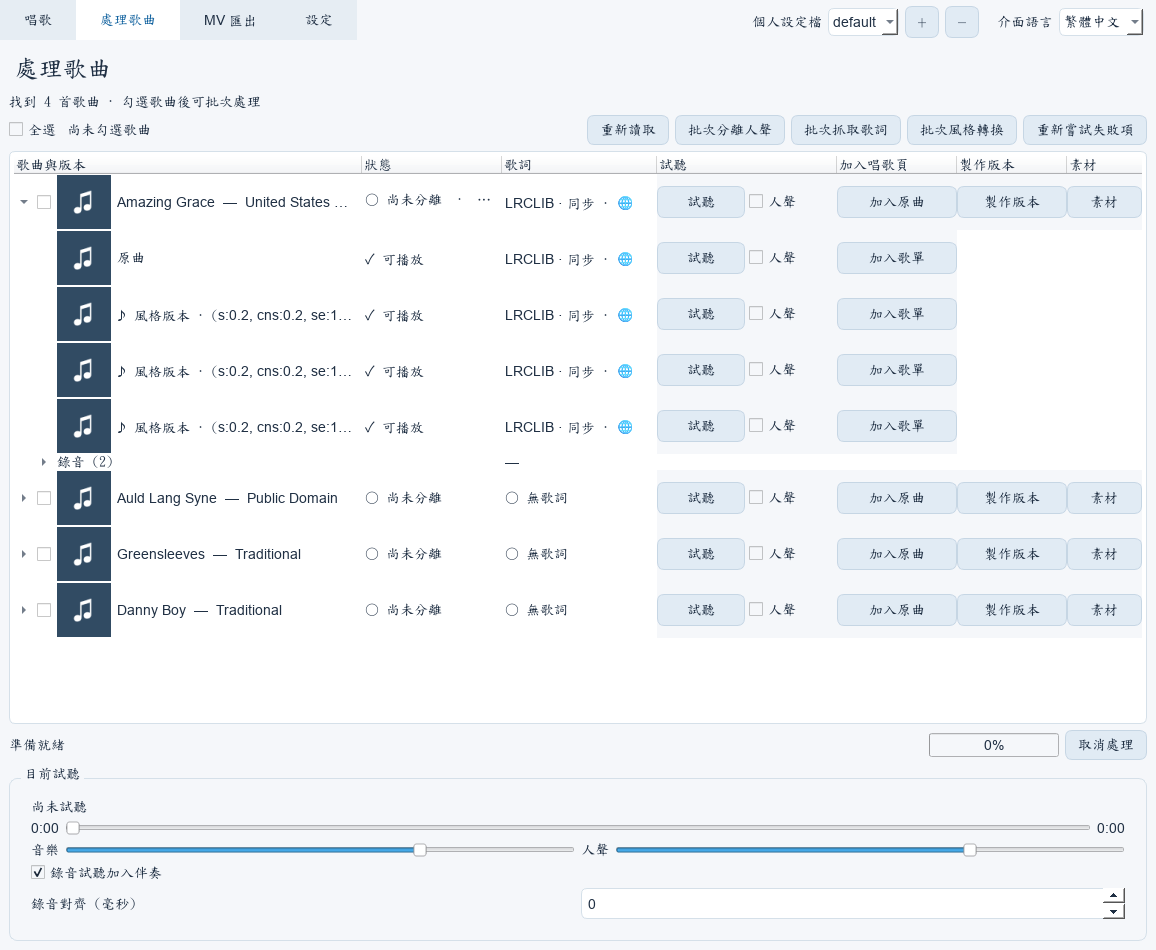 唱歌 處理歌曲 MV 匯出 設定 個人設定檔 default + − 介面語言 繁體中文
處理歌曲
找到 4 首歌曲 · 勾選歌曲後可批次處理
全選 尚未勾選歌曲 重新讀取 批次分離人聲 批次抓取歌詞 批次風格轉換 重新嘗試失敗項
歌曲與版本 狀態 歌詞 試聽 加入唱歌頁 製作版本 素材
Amazing Grace — United States … ○ 尚未分離 · … LRCLIB · 同步 · 🌐 試聽 人聲 加入原曲 製作版本 素材
原曲 ✓ 可播放 LRCLIB · 同步 · 🌐 試聽 人聲 加入歌單
♪ 風格版本 · (s:0.2, cns:0.2, se:1… ✓ 可播放 LRCLIB · 同步 · 🌐 試聽 人聲 加入歌單
♪ 風格版本 · (s:0.2, cns:0.2, se:1… ✓ 可播放 LRCLIB · 同步 · 🌐 試聽 人聲 加入歌單
♪ 風格版本 · (s:0.2, cns:0.2, se:1… ✓ 可播放 LRCLIB · 同步 · 🌐 試聽 人聲 加入歌單
錄音 (2) —
Auld Lang Syne — Public Domain ○ 尚未分離 ○ 無歌詞 試聽 人聲 加入原曲 製作版本 素材
Greensleeves — Traditional ○ 尚未分離 ○ 無歌詞 試聽 人聲 加入原曲 製作版本 素材
Danny Boy — Traditional ○ 尚未分離 ○ 無歌詞 試聽 人聲 加入原曲 製作版本 素材
準備就緒 0% 取消處理
目前試聽
尚未試聽
0:00 0:00
音樂 人聲
錄音試聽加入伴奏
錄音對齊（毫秒） 0